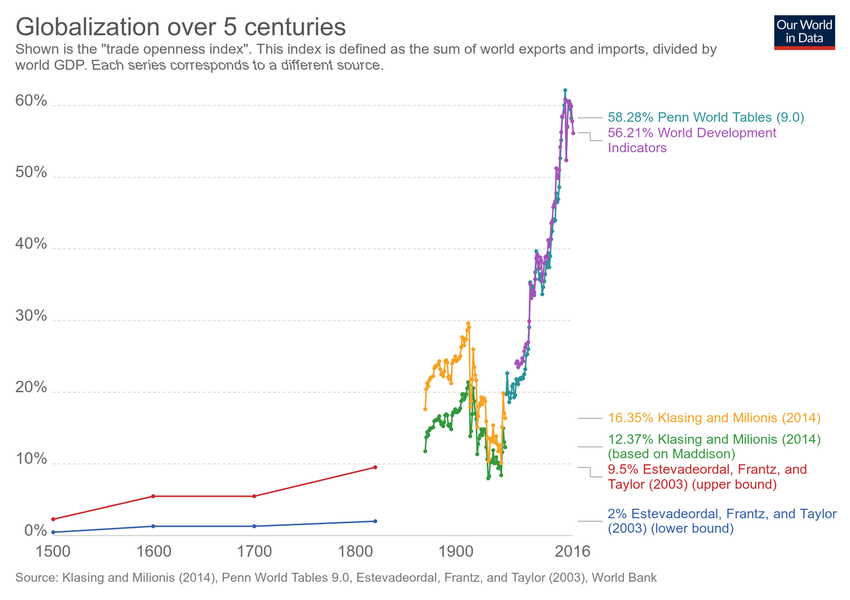 Globalization over 5 centuries
Our World
in Data
Shown is the "trade openness index". This index is defined as the sum of world exports and imports, divided by
world GDP. Each series corresponds to a different source.
60%
50%
40%
30%
20%
10%
0%
58.28% Penn World Tables (9.0)
56.21% World Development
Indicators
16.35% Klasing and Milionis (2014)
12.37% Klasing and Milionis (2014)
(based on Maddison)
9.5% Estevadeordal, Frantz, and
Taylor (2003) (upper bound)
2% Estevadeordal, Frantz, and Taylor
(2003) (lower bound)
1500 1600 1700 1800 1900 2016
Source: Klasing and Milionis (2014), Penn World Tables 9.0, Estevadeordal, Frantz, and Taylor (2003), World Bank